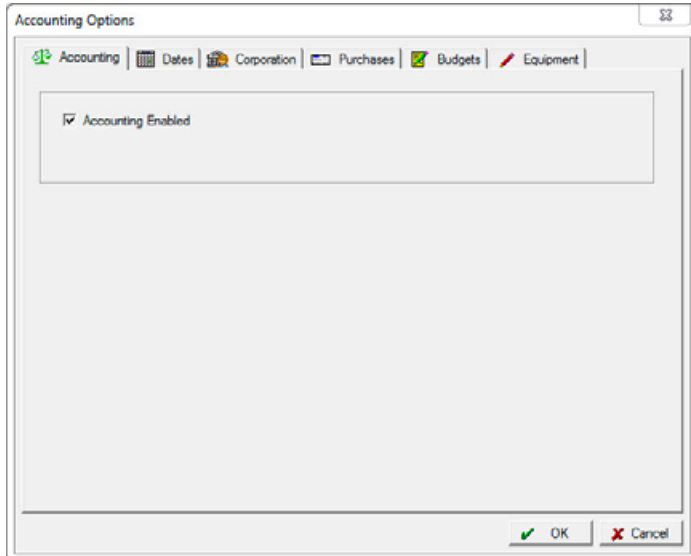 Accounting Options
Accounting Dates Corporation Purchases Budgets Equipment
Accounting Enabled
OK Cancel